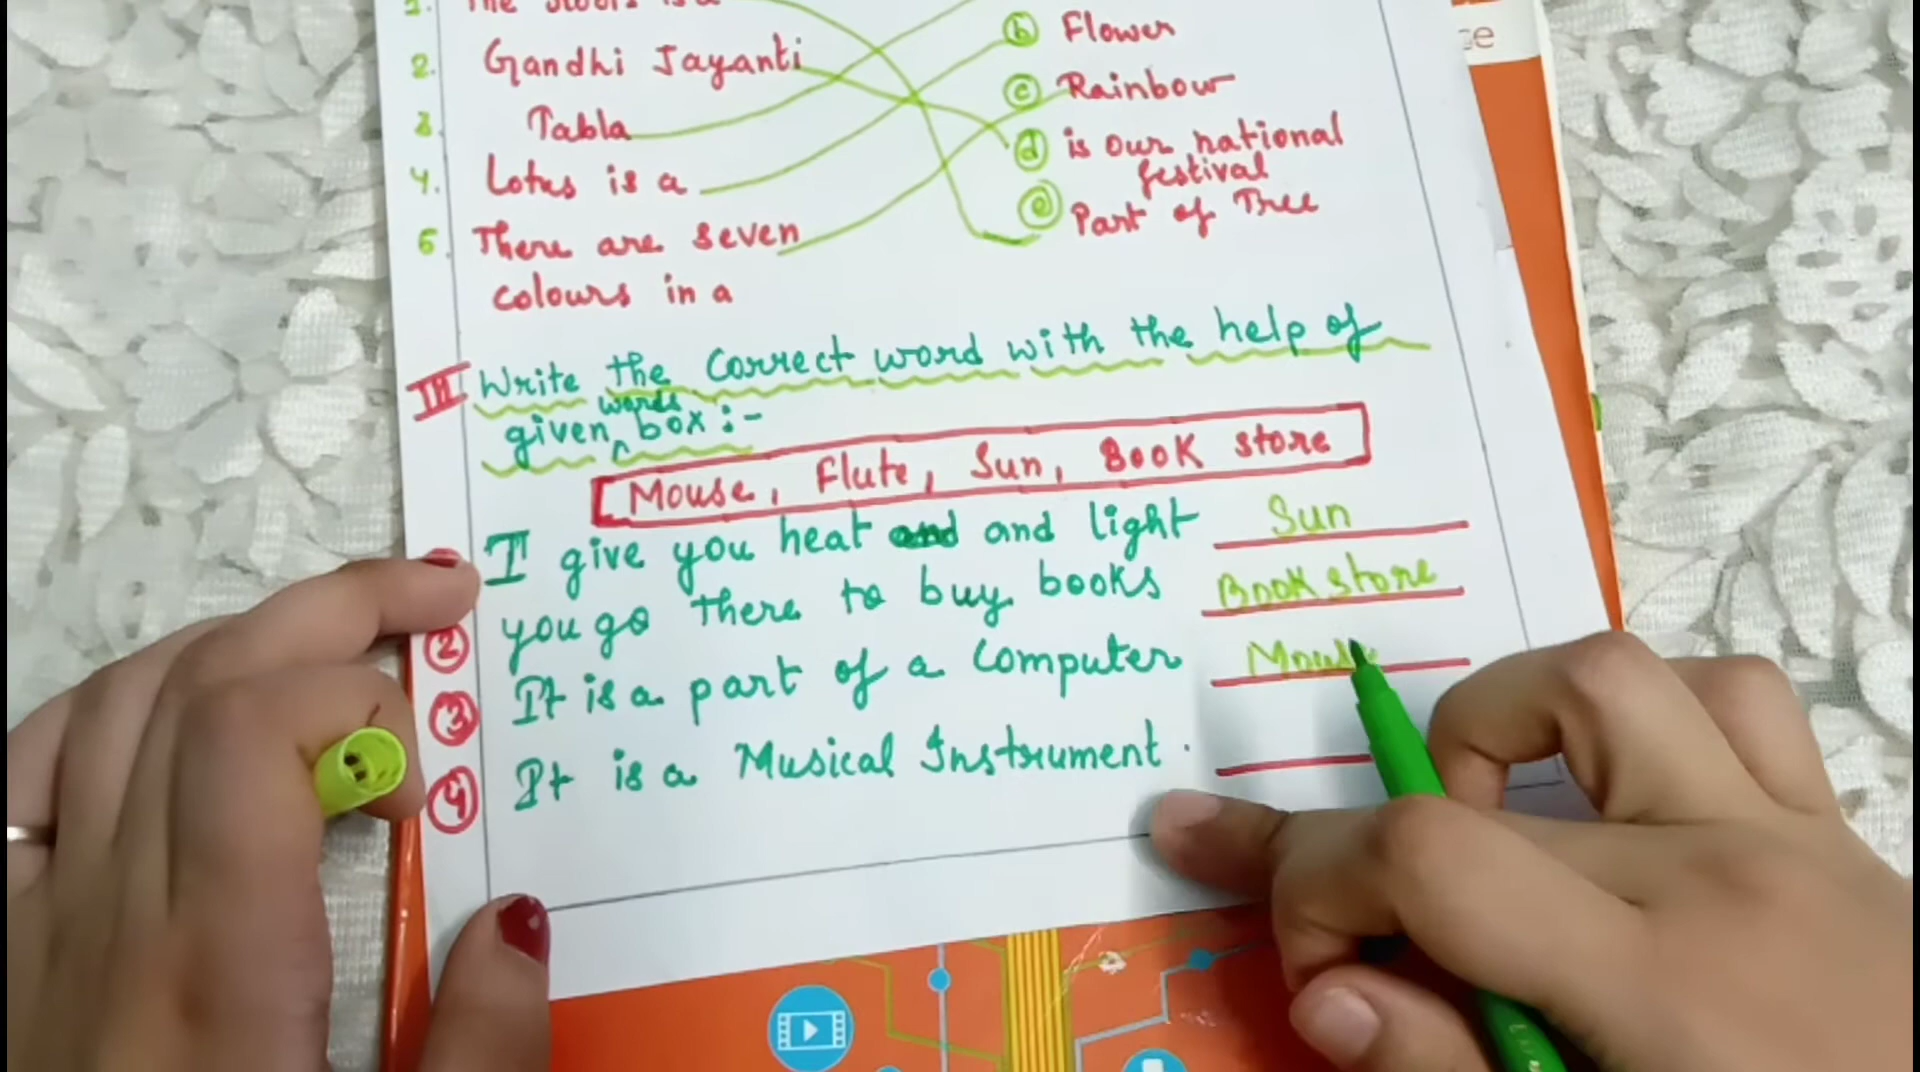 1. The
is a
2. Gandhi Jayanti
3. Tabla
4. Lotus is a
5. There are seven
colours in a
ⓑ Flower
ⓒ Rainbow
ⓓ is our national
festival
ⓔ Part of Tree
III Write the correct word with the help of
given words box :-
Mouse, Flute, Sun, Book store
I give you heat and and light Sun
② you go there to buy books Book store
③ It is a part of a Computer Mouse
④ It is a Musical Instrument.